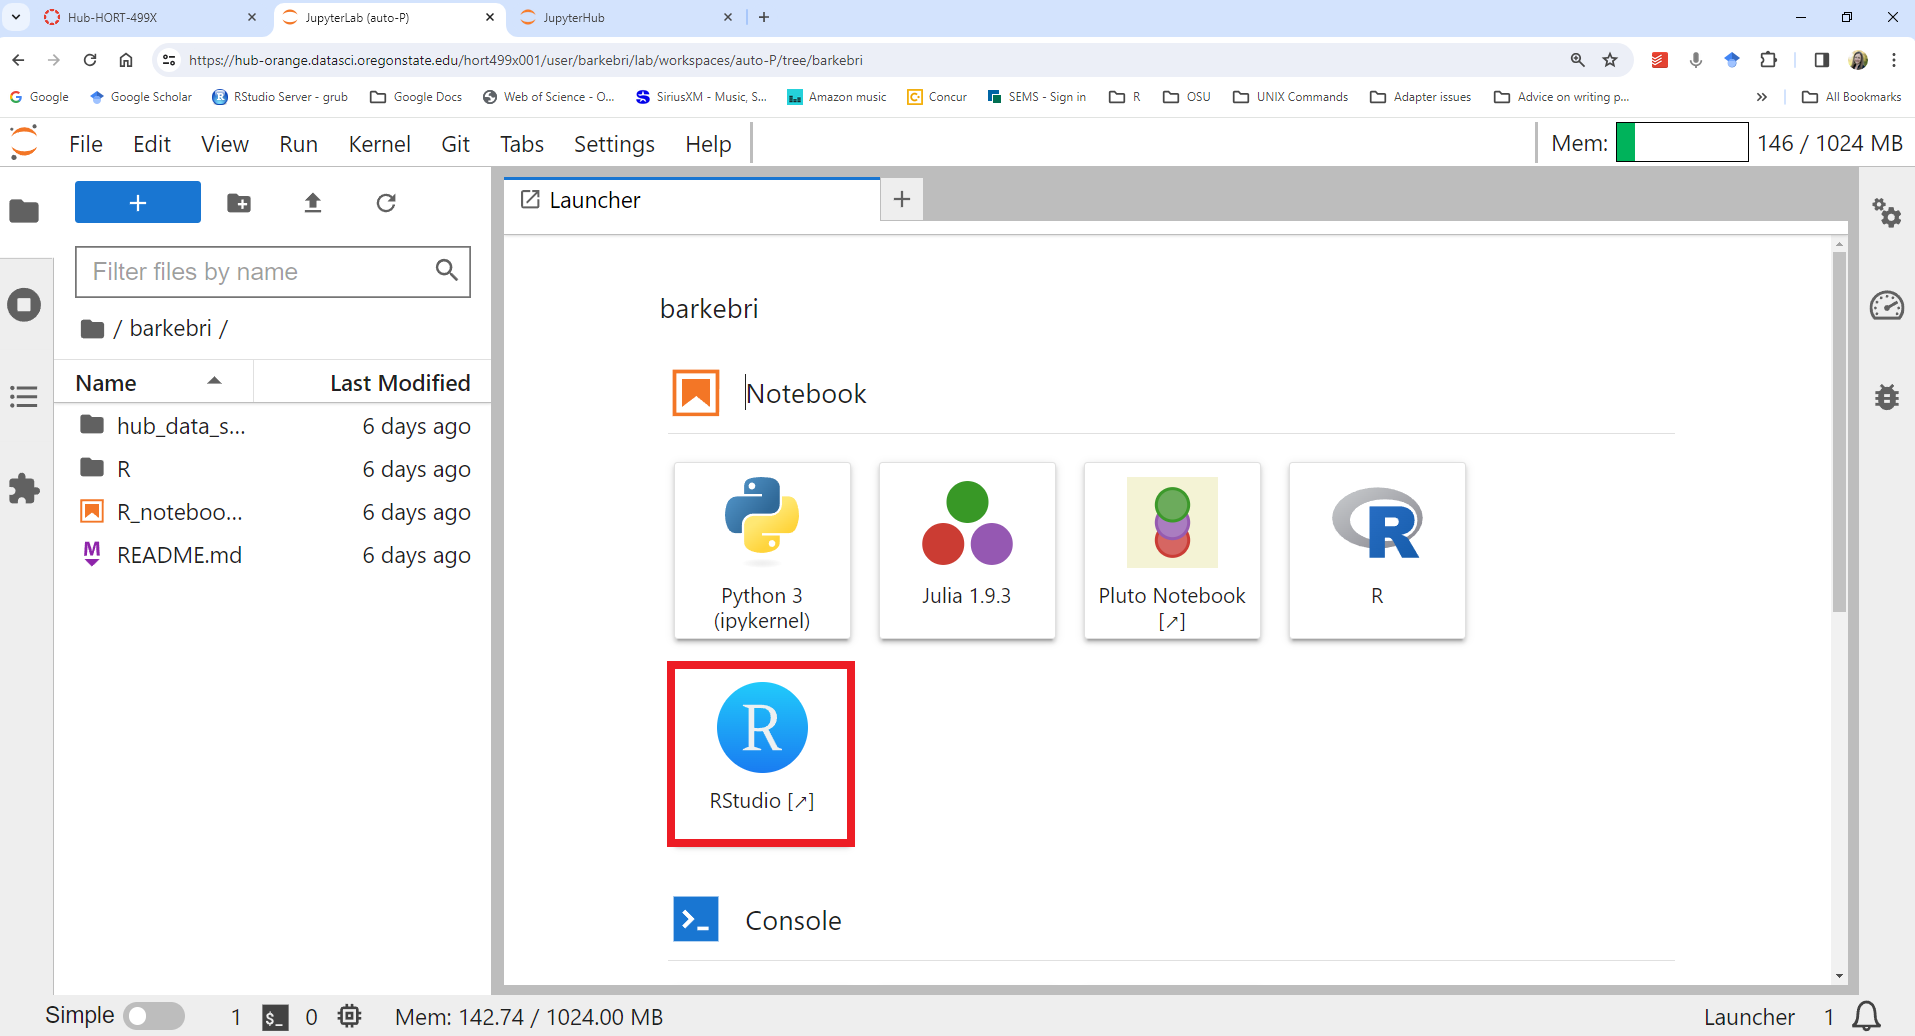 Hub-HORT-499X
JupyterLab (auto-P)
JupyterHub
https://hub-orange.datasci.oregonstate.edu/hort499x001/user/barkebri/lab/workspaces/auto-P/tree/barkebri
Google
Google Scholar
RStudio Server - grub
Google Docs
Web of Science - O...
SiriusXM - Music, S...
Amazon music
Concur
SEMS - Sign in
R
OSU
UNIX Commands
Adapter issues
Advice on writing p...
All Bookmarks
File Edit View Run Kernel Git Tabs Settings Help
Mem: 146 / 1024 MB
Filter files by name
/ barkebri /
Name Last Modified
hub_data_s... 6 days ago
R 6 days ago
R_noteboo... 6 days ago
README.md 6 days ago
Launcher
barkebri
Notebook
Python 3
(ipykernel)
Julia 1.9.3
Pluto Notebook
[↗]
R
RStudio [↗]
Console
Simple 1 $_ 0 Mem: 142.74 / 1024.00 MB
Launcher 1